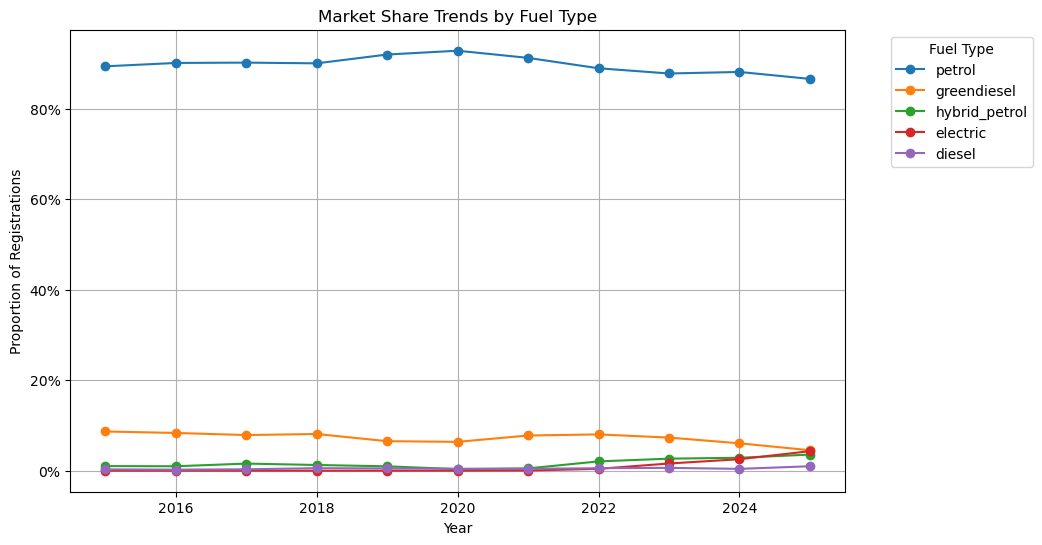 Market Share Trends by Fuel Type
Proportion of Registrations
80%
60%
40%
20%
0%
2016 2018 2020 2022 2024
Year
Fuel Type
petrol
greendiesel
hybrid_petrol
electric
diesel